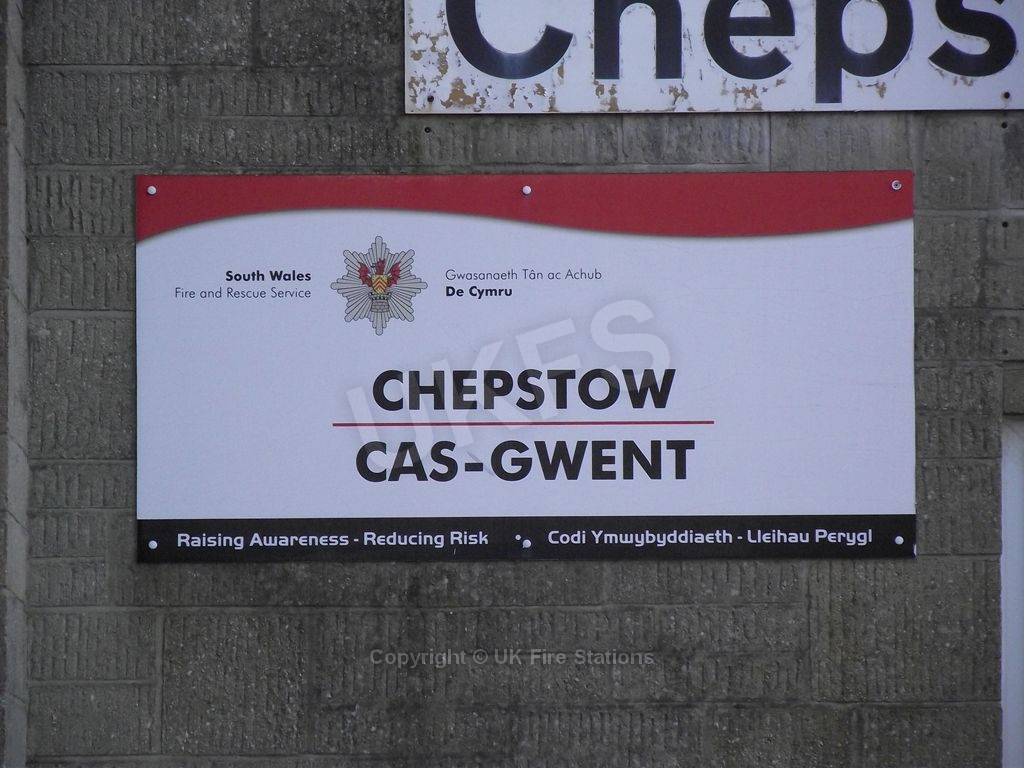 Cheps
South Wales
Fire and Rescue Service
Gwasanaeth Tân ac Achub
De Cymru
UKFS
CHEPSTOW
CAS-GWENT
Raising Awareness - Reducing Risk • Codi Ymwybyddiaeth - Lleihau Perygl
Copyright © UK Fire Stations